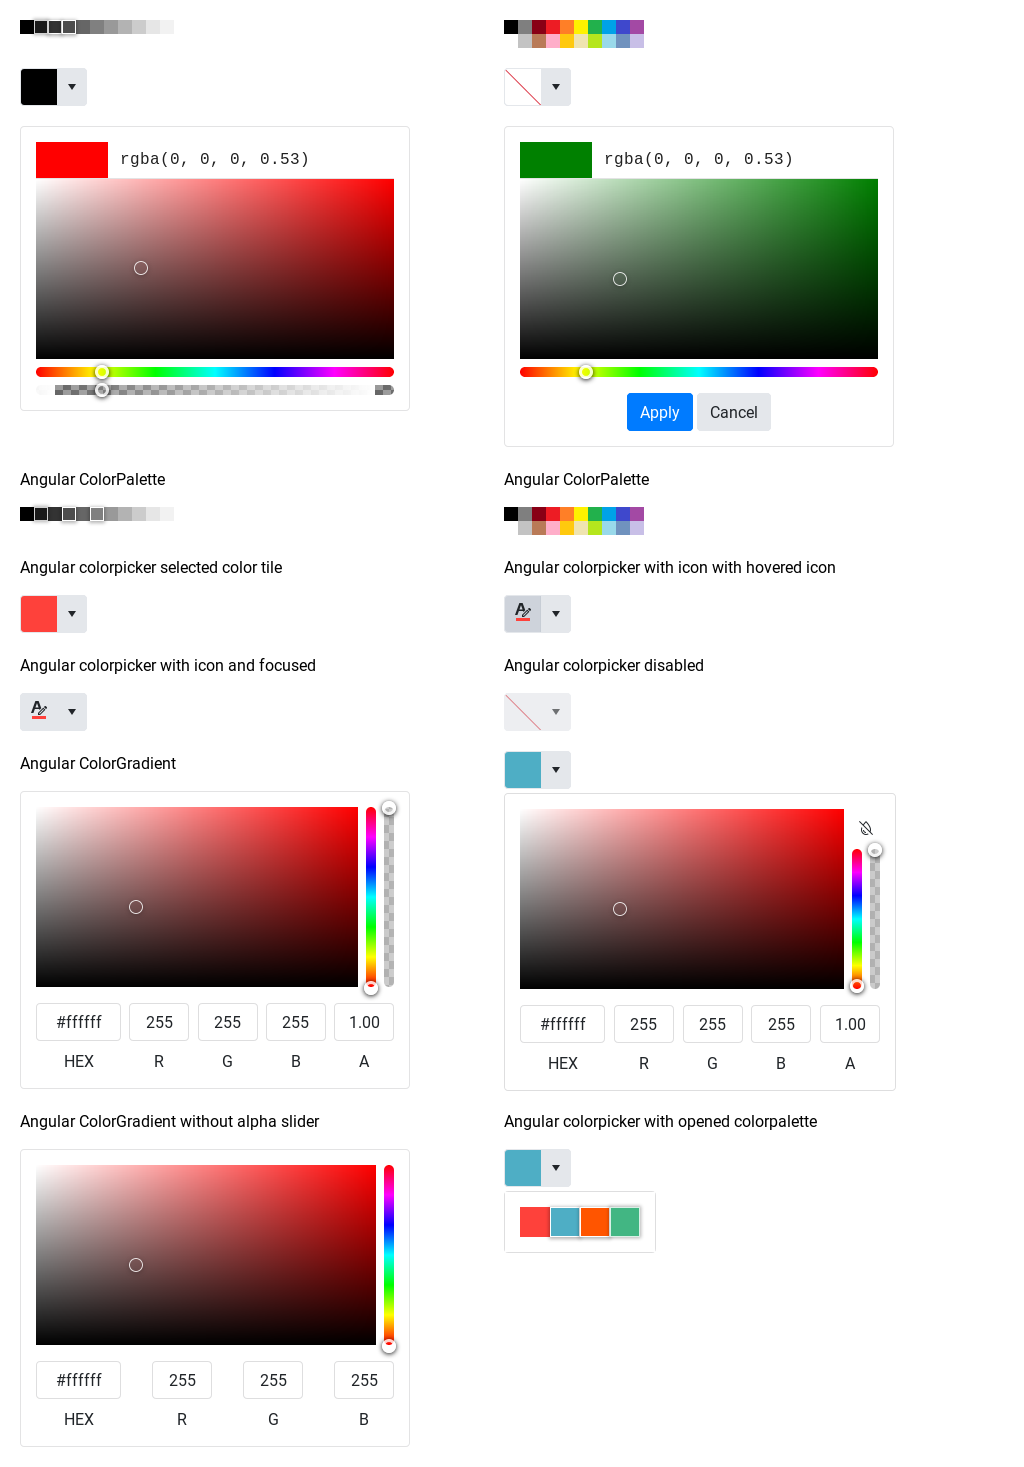 rgba(0, 0, 0, 0.53)
rgba(0, 0, 0, 0.53)
Apply
Cancel
Angular ColorPalette
Angular ColorPalette
Angular colorpicker selected color tile
Angular colorpicker with icon with hovered icon
A
Angular colorpicker with icon and focused
Angular colorpicker disabled
A
Angular ColorGradient
#ffffff 255 255 255 1.00
HEX R G B A
#ffffff 255 255 255 1.00
HEX R G B A
Angular ColorGradient without alpha slider
Angular colorpicker with opened colorpalette
#ffffff 255 255 255
HEX R G B